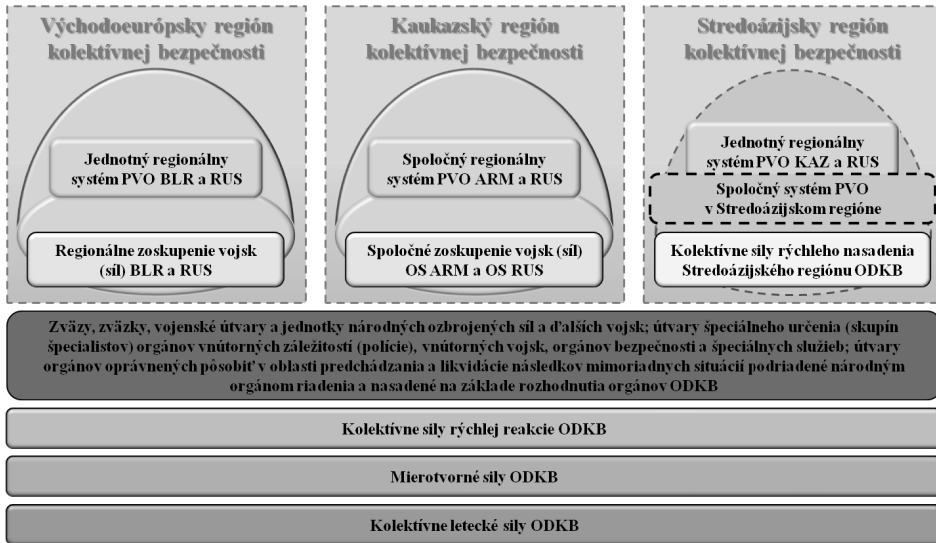 Východoeurópsky región
kolektívnej bezpečnosti
Jednotný regionálny
systém PVO BLR a RUS
Regionálne zoskupenie vojsk
(síl) BLR a RUS
Kaukazský región
kolektívnej bezpečnosti
Spoločný regionálny
systém PVO ARM a RUS
Spoločné zoskupenie vojsk (síl)
OS ARM a OS RUS
Stredoázijsky región
kolektívnej bezpečnosti
Jednotný regionálny
systém PVO KAZ a RUS
Spoločný systém PVO
v Stredoázijskom regióne
Kolektívne sily rýchleho nasadenia
Stredoázijského regiónu ODKB
Zväzy, zväzky, vojenské útvary a jednotky národných ozbrojených síl a ďalších vojsk; útvary špeciálneho určenia (skupín
špecialistov) orgánov vnútorných záležitostí (polície), vnútorných vojsk, orgánov bezpečnosti a špeciálnych služieb; útvary
orgánov oprávnených pôsobiť v oblasti predchádzania a likvidácie následkov mimoriadnych situácií podriadené národným
orgánom riadenia a nasadené na základe rozhodnutia orgánov ODKB
Kolektívne sily rýchlej reakcie ODKB
Mierotvorné sily ODKB
Kolektívne letecké sily ODKB